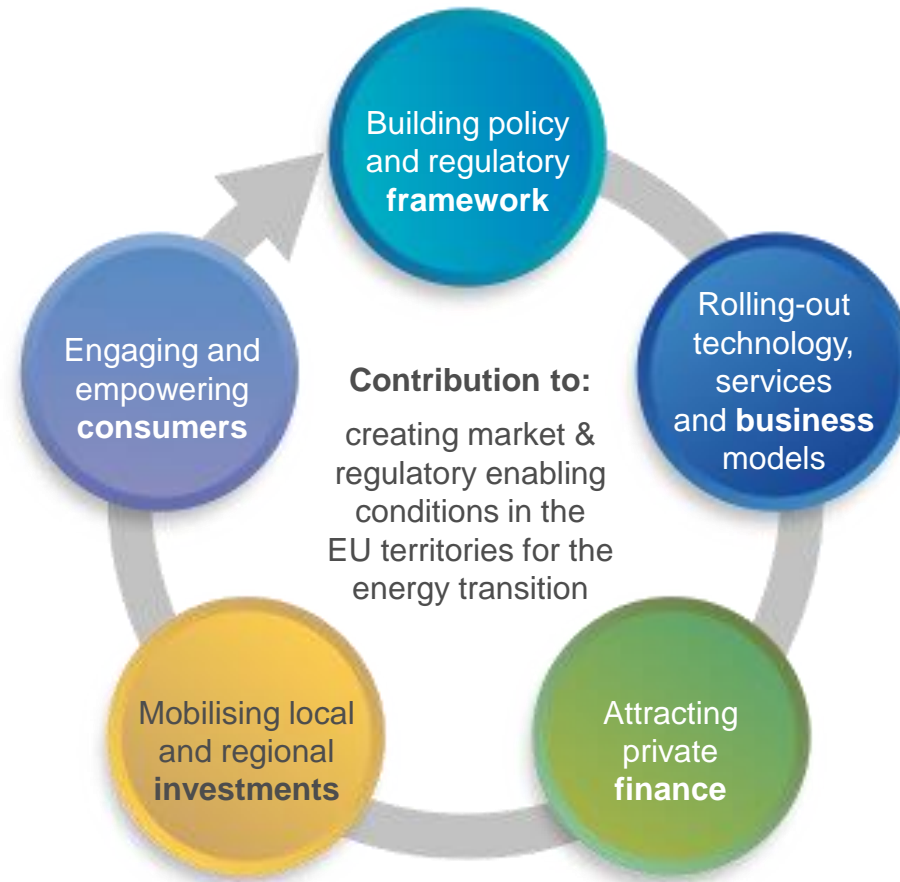 Building policy
and regulatory
framework
Rolling-out
technology,
services
and business
models
Engaging and
empowering
consumers
Contribution to:
creating market &
regulatory enabling
conditions in the
EU territories for the
energy transition
Mobilising local
and regional
investments
Attracting
private
finance